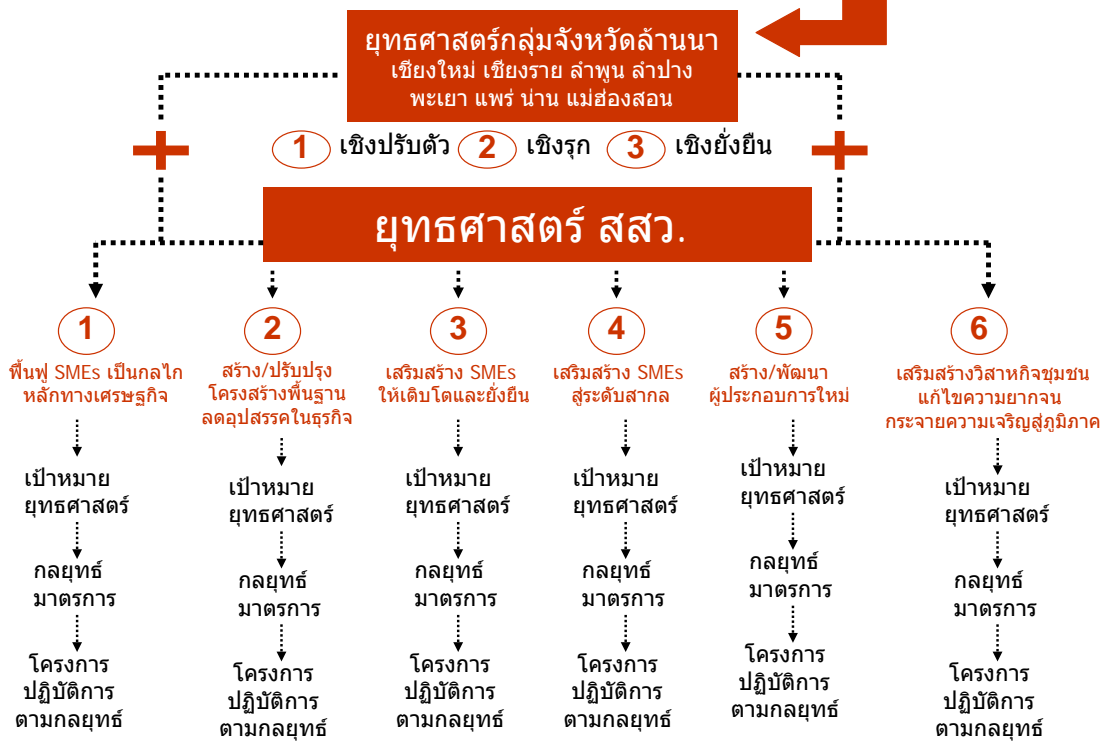 ยุทธศาสตร์กลุ่มจังหวัดล้านนา
เชียงใหม่ เชียงราย ลำพูน ลำปาง
พะเยา แพร่ น่าน แม่ฮ่องสอน
1 เชิงปรับตัว 2 เชิงรุก 3 เชิงยั่งยืน
ยุทธศาสตร์ สสว.
1
ฟื้นฟู SMEs เป็นกลไก
หลักทางเศรษฐกิจ
เป้าหมาย
ยุทธศาสตร์
กลยุทธ์
มาตรการ
โครงการ
ปฏิบัติการ
ตามกลยุทธ์
2
สร้าง/ปรับปรุง
โครงสร้างพื้นฐาน
ลดอุปสรรคในธุรกิจ
เป้าหมาย
ยุทธศาสตร์
กลยุทธ์
มาตรการ
โครงการ
ปฏิบัติการ
ตามกลยุทธ์
3
เสริมสร้าง SMEs
ให้เติบโตและยั่งยืน
เป้าหมาย
ยุทธศาสตร์
กลยุทธ์
มาตรการ
โครงการ
ปฏิบัติการ
ตามกลยุทธ์
4
เสริมสร้าง SMEs
สู่ระดับสากล
เป้าหมาย
ยุทธศาสตร์
กลยุทธ์
มาตรการ
โครงการ
ปฏิบัติการ
ตามกลยุทธ์
5
สร้าง/พัฒนา
ผู้ประกอบการใหม่
เป้าหมาย
ยุทธศาสตร์
กลยุทธ์
มาตรการ
โครงการ
ปฏิบัติการ
ตามกลยุทธ์
6
เสริมสร้างวิสาหกิจชุมชน
แก้ไขความยากจน
กระจายความเจริญสู่ภูมิภาค
เป้าหมาย
ยุทธศาสตร์
กลยุทธ์
มาตรการ
โครงการ
ปฏิบัติการ
ตามกลยุทธ์